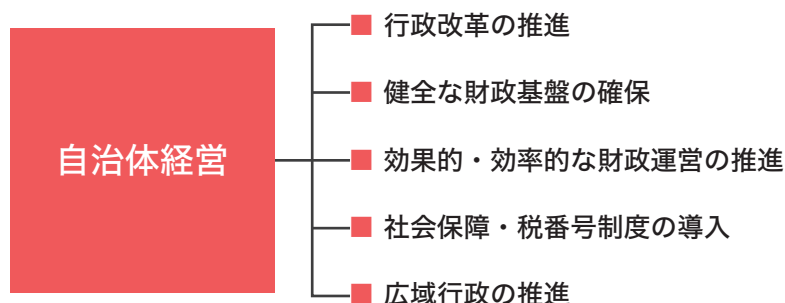 自治体経営
行政改革の推進
健全な財政基盤の確保
効果的・効率的な財政運営の推進
社会保障・税番号制度の導入
広域行政の推進